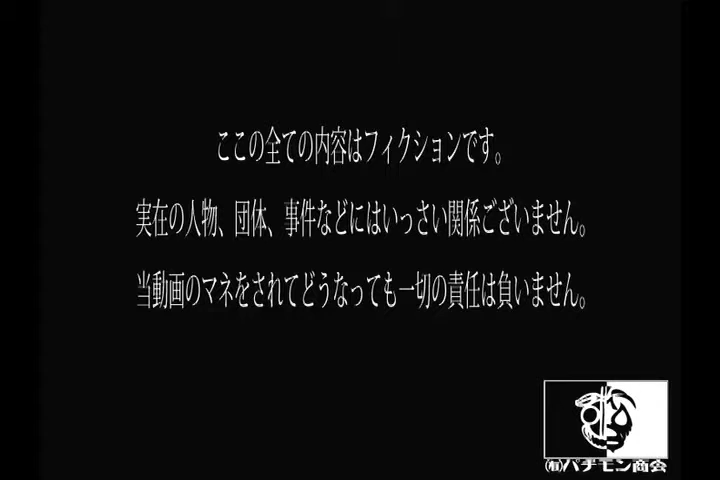 ここの全ての内容はフィクションです。
実在の人物、団体、事件などにはいっさい関係ございません。
当動画のマネをされてどうなっても一切の責任は負いません。
㈲パチモン商会